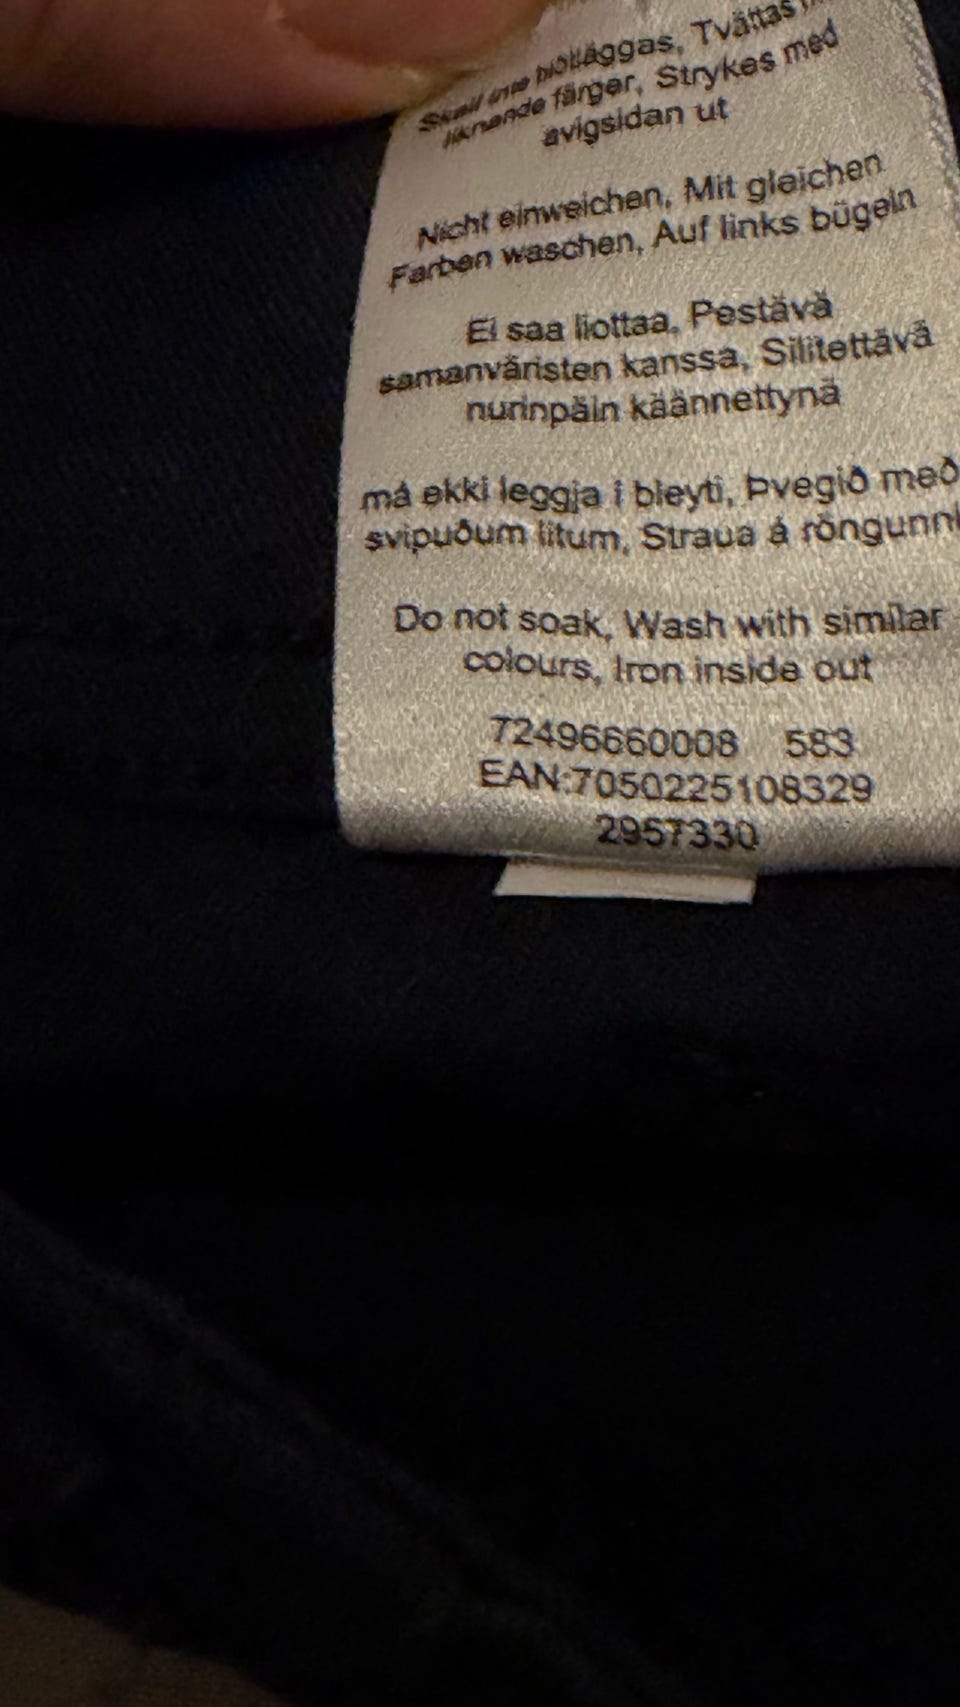 Skall inte blötläggas, Tvättas
liknande färger, Strykes med
avigsidan ut
Nicht einweichen, Mit gleichen
Farben waschen, Auf links bügeln
Ei saa liottaa, Pestävä
samanväristen kanssa, Silitettävä
nurinpäin käännettynä
má ekki leggja í bleyti, Þvegið með
svipuðum litum, Straua á röngunni
Do not soak, Wash with similar
colours, Iron inside out
72496660008 583
EAN:7050225108329
2957330